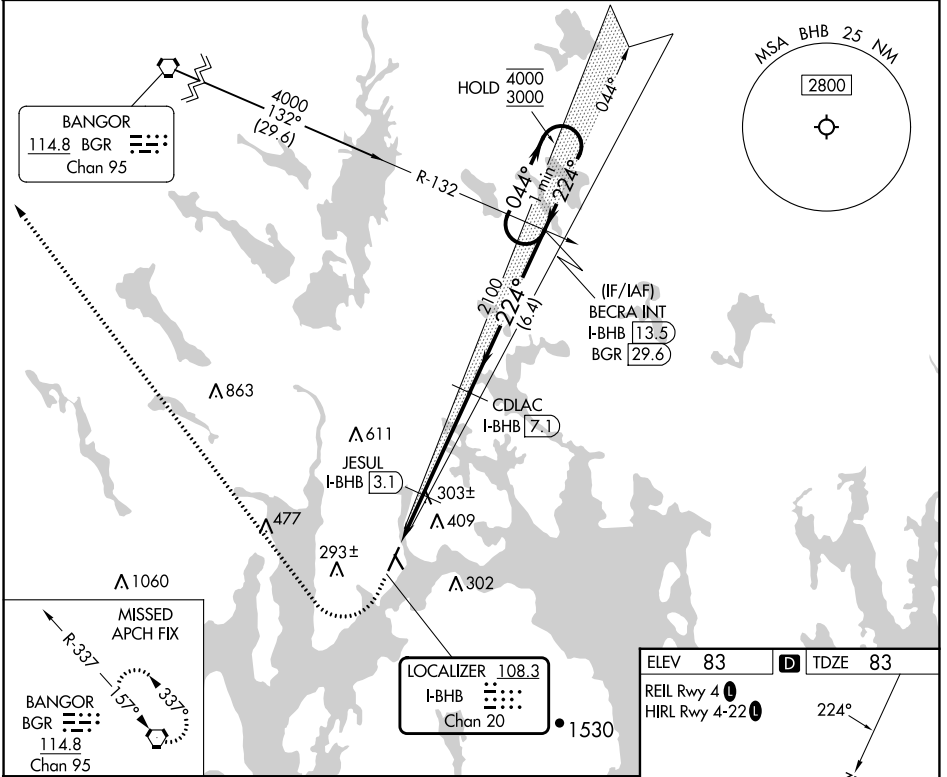 BANGOR
114.8 BGR
Chan 95
4000
132°
(29.6)
R-132
HOLD 4000
3000
044°
1 min
224°
044°
MSA BHB 25 NM
2800
(IF/IAF)
BECRA INT
I-BHB 13.5
BGR 29.6
2100
224°
(6.4)
CDLAC
I-BHB 7.1
863
611
JESUL
I-BHB 3.1
303±
409
477
293±
302
1060
MISSED
APCH FIX
R-337
157°
337°
BANGOR
BGR
114.8
Chan 95
LOCALIZER 108.3
I-BHB
Chan 20
1530
ELEV 83 D TDZE 83
REIL Rwy 4 L
HIRL Rwy 4-22 L
224°